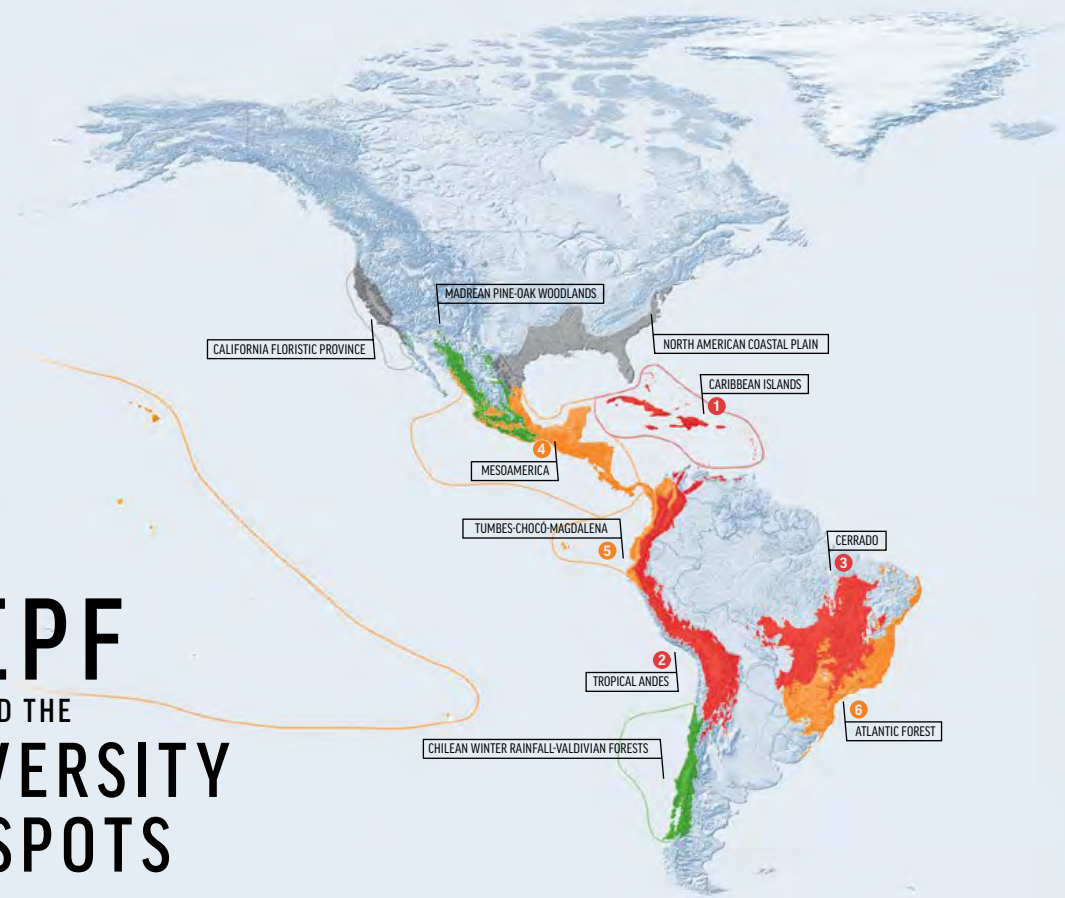 MADREAN PINE-OAK WOODLANDS
CALIFORNIA FLORISTIC PROVINCE
NORTH AMERICAN COASTAL PLAIN
CARIBBEAN ISLANDS
1
4
MESOAMERICA
TUMBES-CHOCÓ-MAGDALENA
5
CERRADO
3
2
TROPICAL ANDES
6
ATLANTIC FOREST
CHILEAN WINTER RAINFALL-VALDIVIAN FORESTS
EPF
D THE
VERSITY
SPOTS